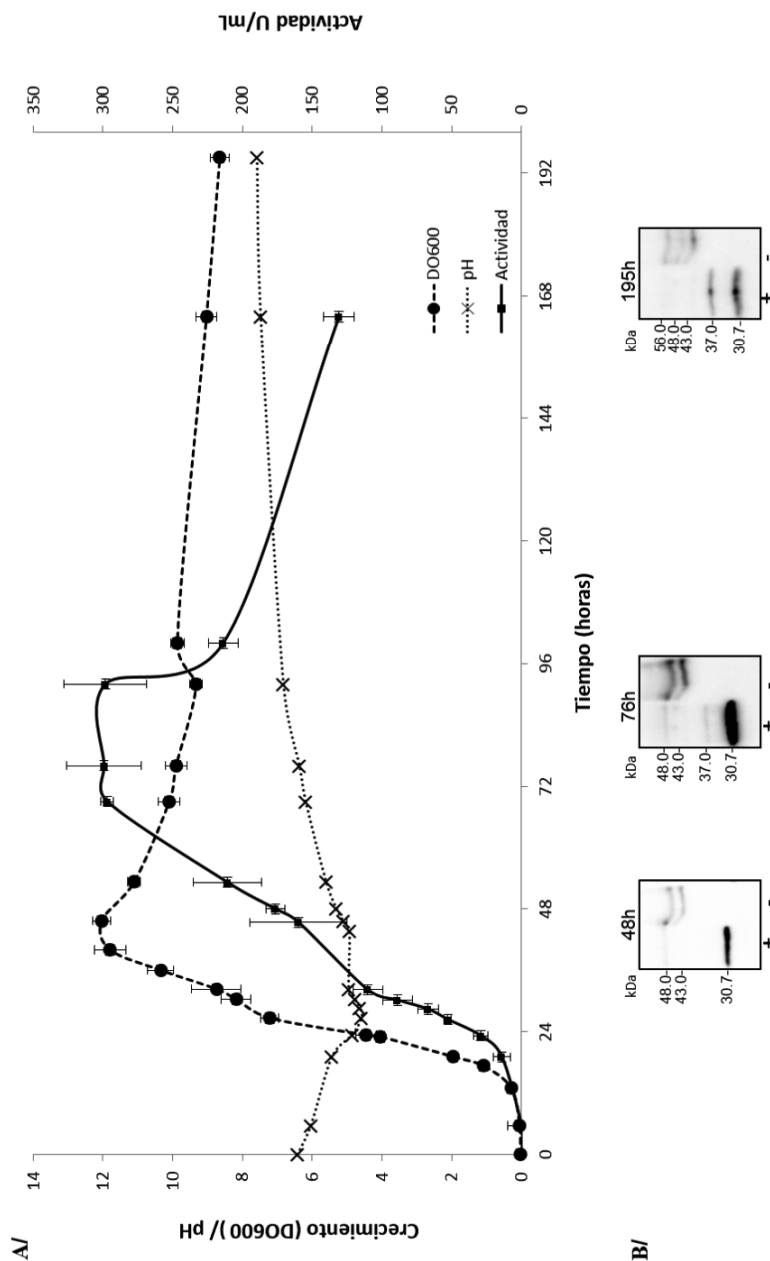 A/
Crecimiento (DO600) / pH
14
12
10
8
6
4
2
0
Actividad U/mL
350
300
250
200
150
100
50
0
DO600
pH
Actividad
0
24
48
72
96
120
144
168
192
Tiempo (horas)
B/
48h
kDa
48.0
43.0
30.7
+ -
76h
kDa
48.0
43.0
37.0
30.7
+ -
195h
kDa
56.0
48.0
43.0
37.0
30.7
+ -